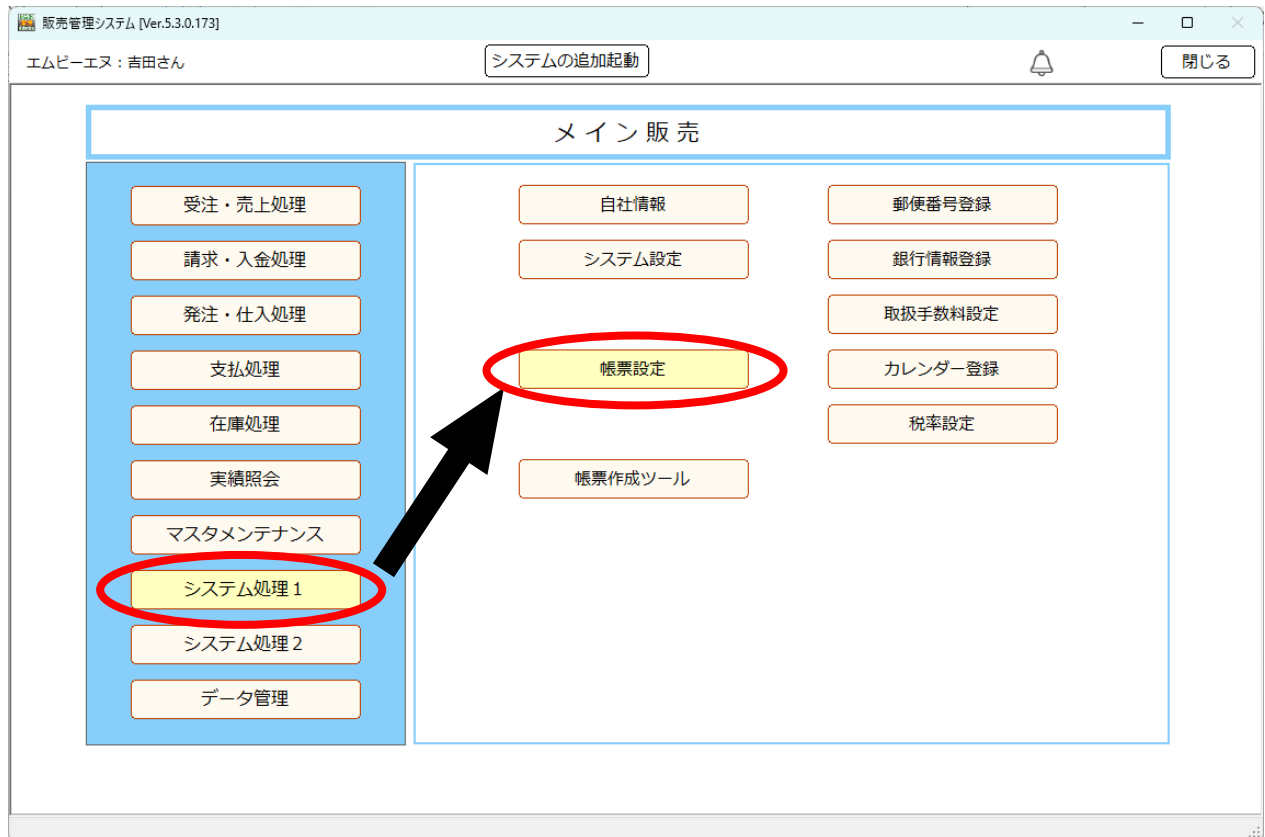 販売管理システム [Ver.5.3.0.173]
エムビーエヌ：吉田さん
システムの追加起動
閉じる
メイン販売
受注・売上処理
請求・入金処理
発注・仕入処理
支払処理
在庫処理
実績照会
マスタメンテナンス
システム処理１
システム処理２
データ管理
自社情報
システム設定
帳票設定
帳票作成ツール
郵便番号登録
銀行情報登録
取扱手数料設定
カレンダー登録
税率設定